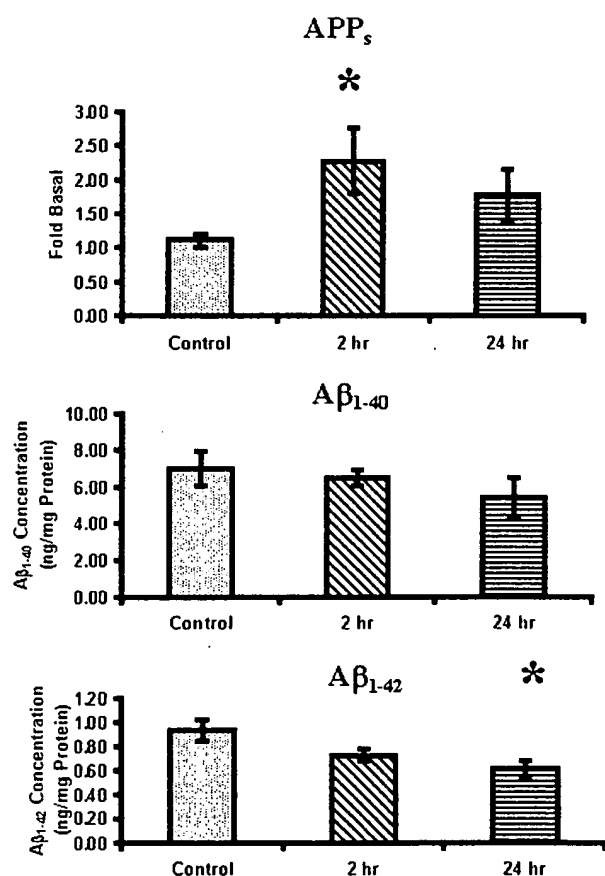 APPs
*
3.00
2.50
2.00
1.50
1.00
0.50
0.00
Fold Basal
Control 2 hr 24 hr
Aβ1-40
10.00
8.00
6.00
4.00
2.00
0.00
Aβ1-40 Concentration
(ng/mg Protein)
Control 2 hr 24 hr
Aβ1-42
*
1.20
1.00
0.80
0.60
0.40
0.20
0.00
Aβ1-42 Concentration
(ng/mg Protein)
Control 2 hr 24 hr